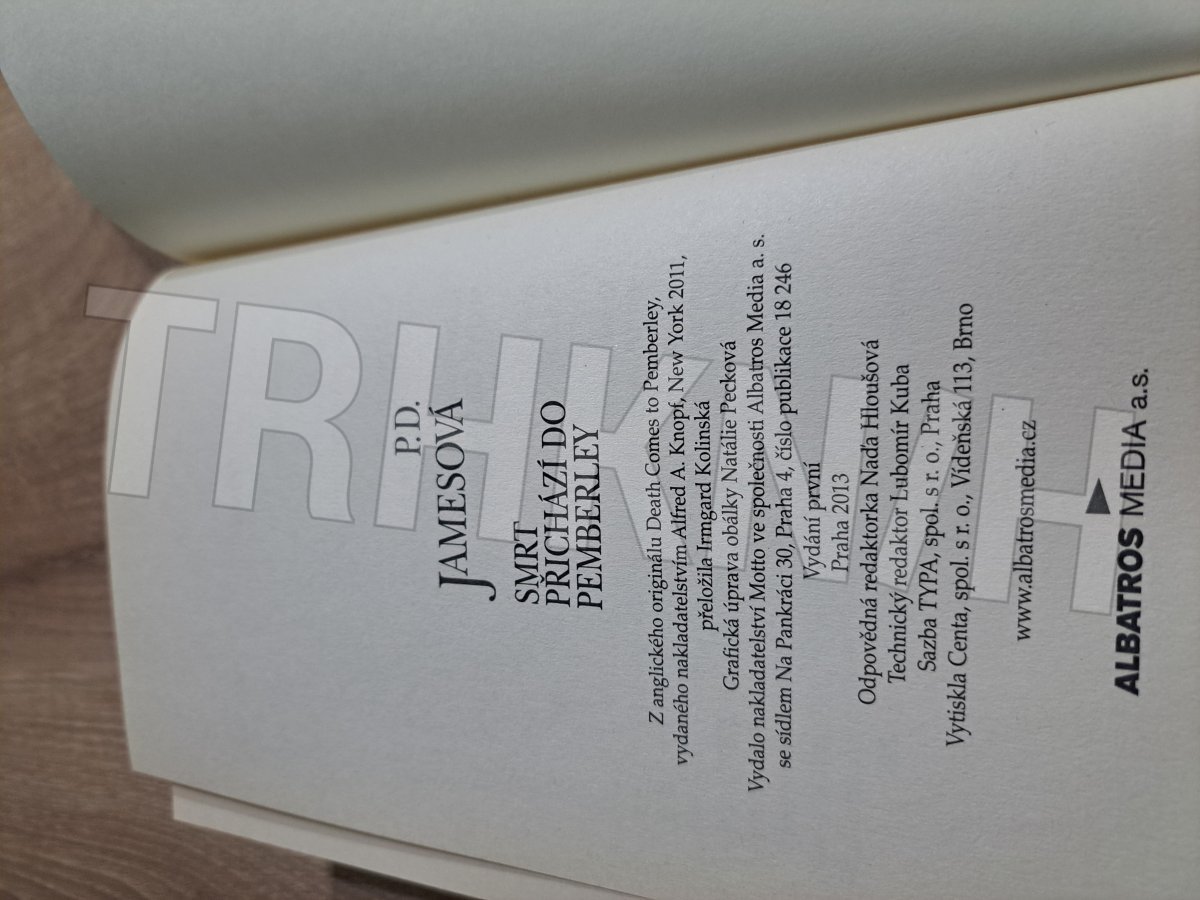 P. D.
JAMESOVÁ
SMRT
PŘICHÁZÍ DO
PEMBERLEY
Z anglického originálu Death Comes to Pemberley,
vydaného nakladatelstvím Alfred A. Knopf, New York 2011,
přeložila Irmgard Kolinská
Grafická úprava obálky Natálie Pecková
Vydalo nakladatelství Motto ve společnosti Albatros Media a. s.
se sídlem Na Pankráci 30, Praha 4, číslo publikace 18 246
Vydání první
Praha 2013
Odpovědná redaktorka Naďa Hloušová
Technický redaktor Lubomír Kuba
Sazba TYPA, spol. s r. o., Praha
Vytiskla Centa, spol. s r. o., Vídeňská 113, Brno
www.albatrosmedia.cz
ALBATROS MEDIA a.s.